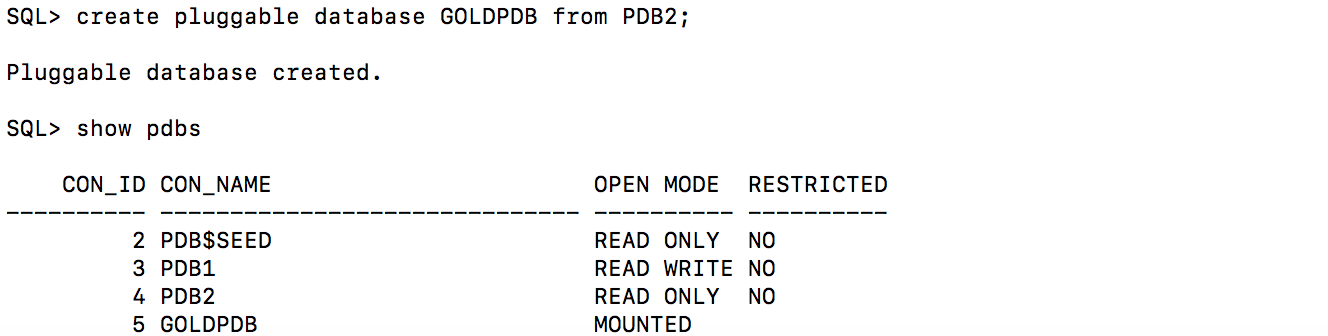 SQL> create pluggable database GOLDPDB from PDB2;
Pluggable database created.
SQL> show pdbs
    CON_ID CON_NAME                       OPEN MODE  RESTRICTED
---------- ------------------------------ ---------- ----------
         2 PDB$SEED                       READ ONLY  NO
         3 PDB1                           READ WRITE NO
         4 PDB2                           READ ONLY  NO
         5 GOLDPDB                        MOUNTED